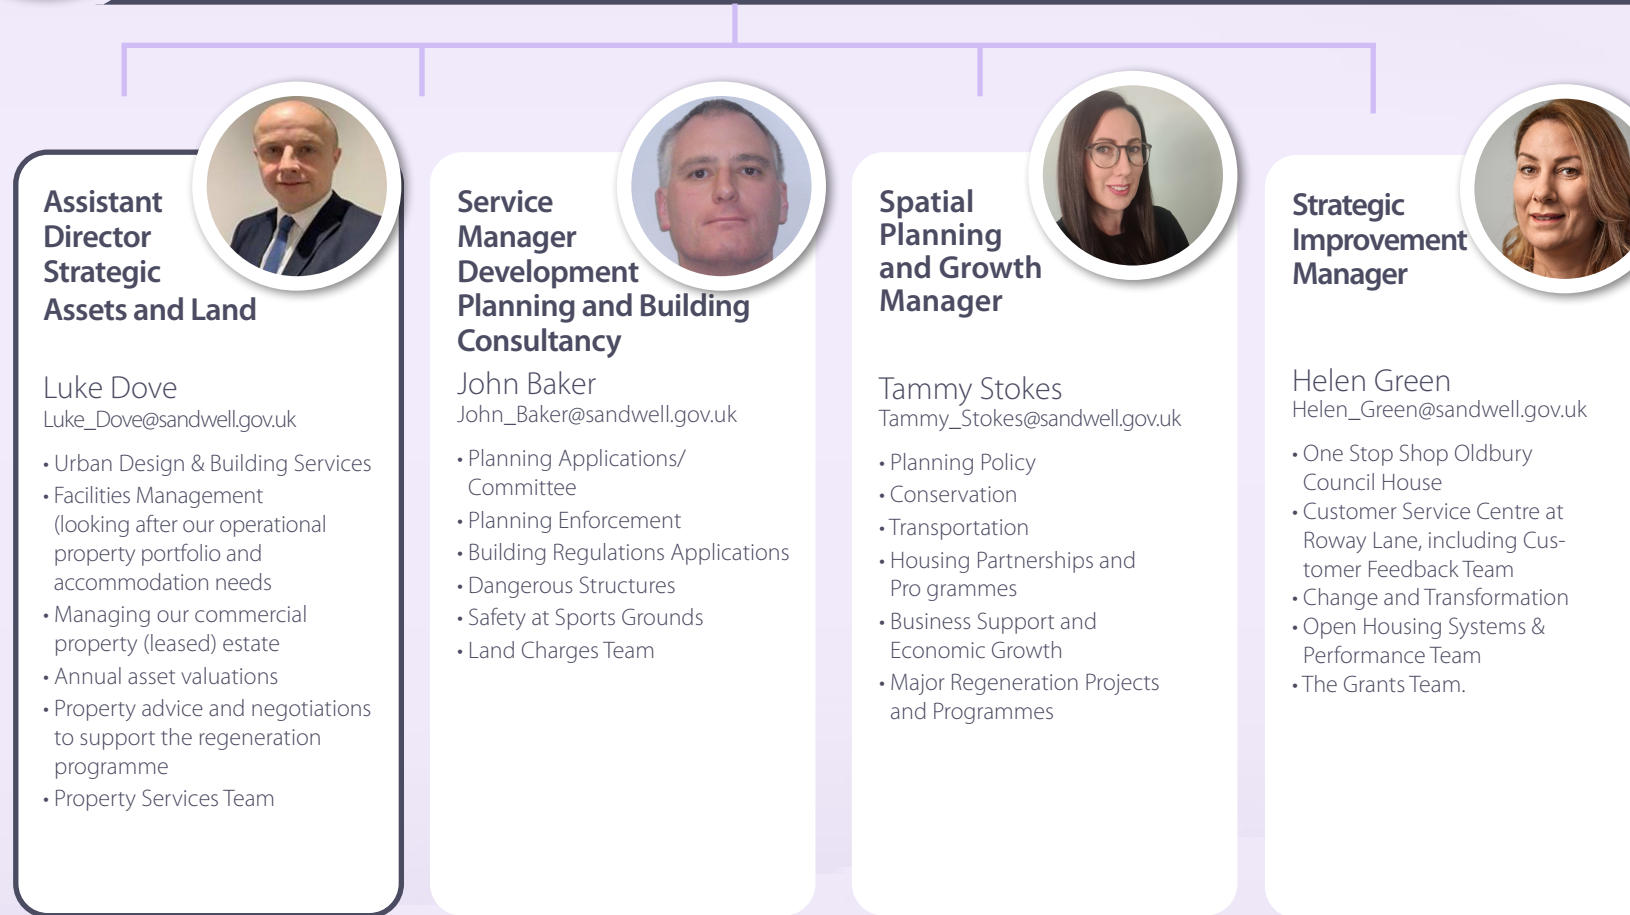 Assistant
Director
Strategic
Assets and Land
Luke Dove
Luke_Dove@sandwell.gov.uk
• Urban Design & Building Services
• Facilities Management
(looking after our operational
property portfolio and
accommodation needs
• Managing our commercial
property (leased) estate
• Annual asset valuations
• Property advice and negotiations
to support the regeneration
programme
• Property Services Team
Service
Manager
Development
Planning and Building
Consultancy
John Baker
John_Baker@sandwell.gov.uk
• Planning Applications/
Committee
• Planning Enforcement
• Building Regulations Applications
• Dangerous Structures
• Safety at Sports Grounds
• Land Charges Team
Spatial
Planning
and Growth
Manager
Tammy Stokes
Tammy_Stokes@sandwell.gov.uk
• Planning Policy
• Conservation
• Transportation
• Housing Partnerships and
Pro grammes
• Business Support and
Economic Growth
• Major Regeneration Projects
and Programmes
Strategic
Improvement
Manager
Helen Green
Helen_Green@sandwell.gov.uk
• One Stop Shop Oldbury
Council House
• Customer Service Centre at
Roway Lane, including Cus-
tomer Feedback Team
• Change and Transformation
• Open Housing Systems &
Performance Team
• The Grants Team.